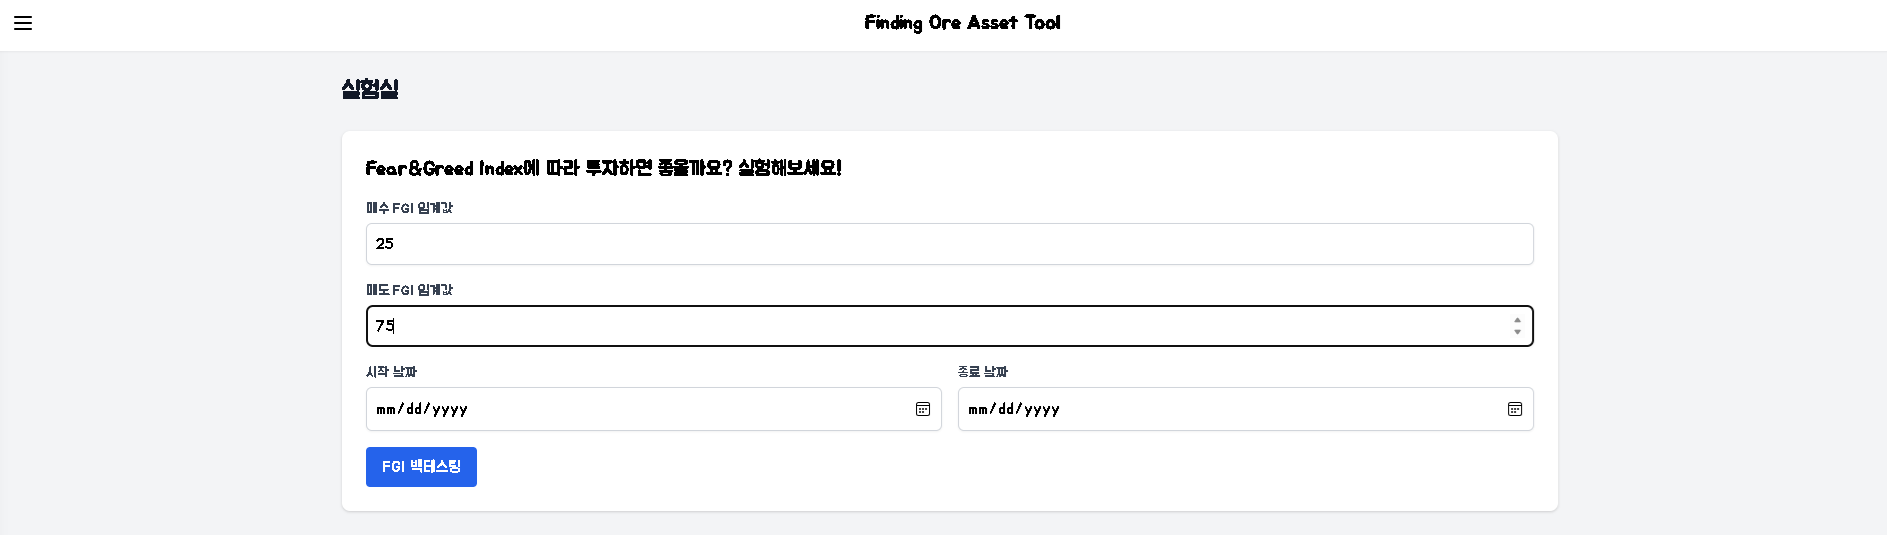 Finding Ore Asset Tool
실험실
Fear&Greed Index에 따라 투자하면 좋을까요? 실험해보세요!
매수 FGI 임계값
25
매도 FGI 임계값
75
시작 날짜
종료 날짜
mm/dd/yyyy
mm/dd/yyyy
FGI 백테스팅